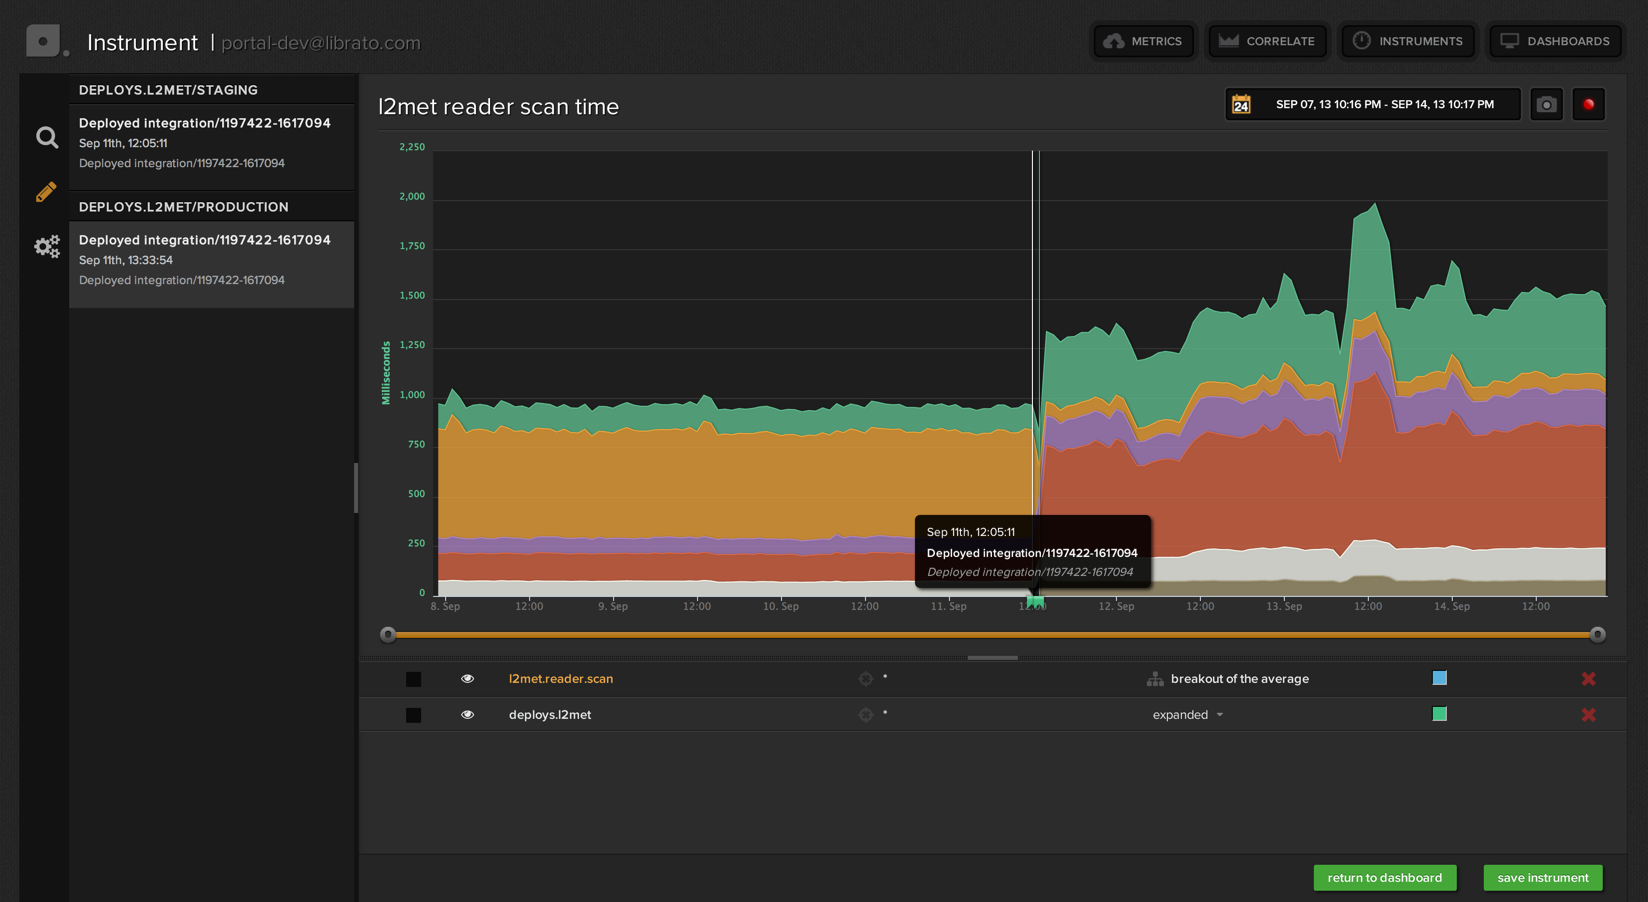 Instrument | portal-dev@librato.com
METRICS
CORRELATE
INSTRUMENTS
DASHBOARDS
DEPLOYS.L2MET/STAGING
Deployed integration/1197422-1617094
Sep 11th, 12:05:11
Deployed integration/1197422-1617094
DEPLOYS.L2MET/PRODUCTION
Deployed integration/1197422-1617094
Sep 11th, 13:33:54
Deployed integration/1197422-1617094
l2met reader scan time
24
SEP 07, 13 10:16 PM - SEP 14, 13 10:17 PM
Milliseconds
2,250
2,000
1,750
1,500
1,250
1,000
750
500
250
0
Sep 11th, 12:05:11
Deployed integration/1197422-1617094
Deployed integration/1197422-1617094
8. Sep 12:00 9. Sep 12:00 10. Sep 12:00 11. Sep 12. Sep 12:00 13. Sep 12:00 14. Sep 12:00
l2met.reader.scan * breakout of the average
deploys.l2met * expanded
return to dashboard
save instrument